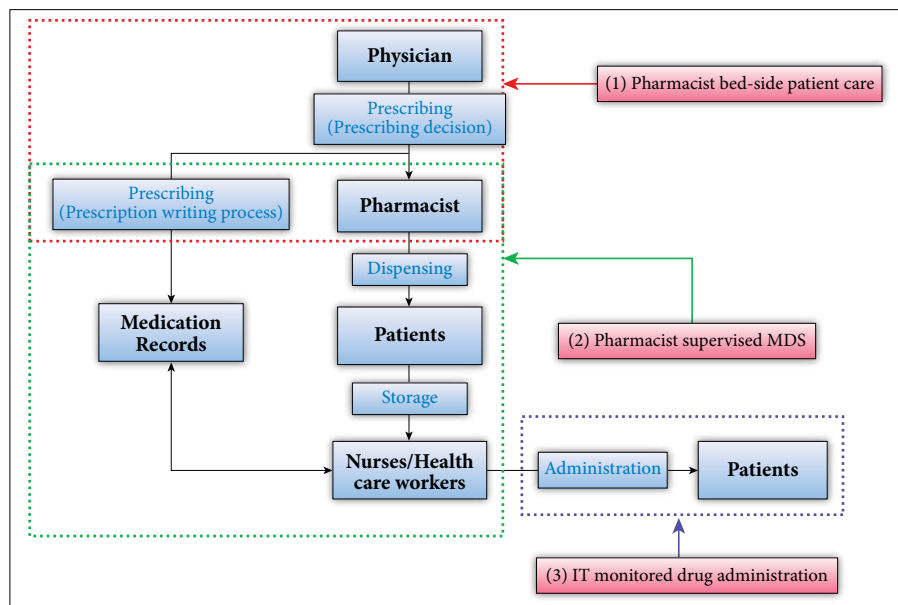 Physician
(1) Pharmacist bed-side patient care
Prescribing
(Prescribing decision)
Prescribing
(Prescription writing process)
Pharmacist
Dispensing
Medication
Records
Patients
(2) Pharmacist supervised MDS
Storage
Nurses/Health
care workers
Administration
Patients
(3) IT monitored drug administration